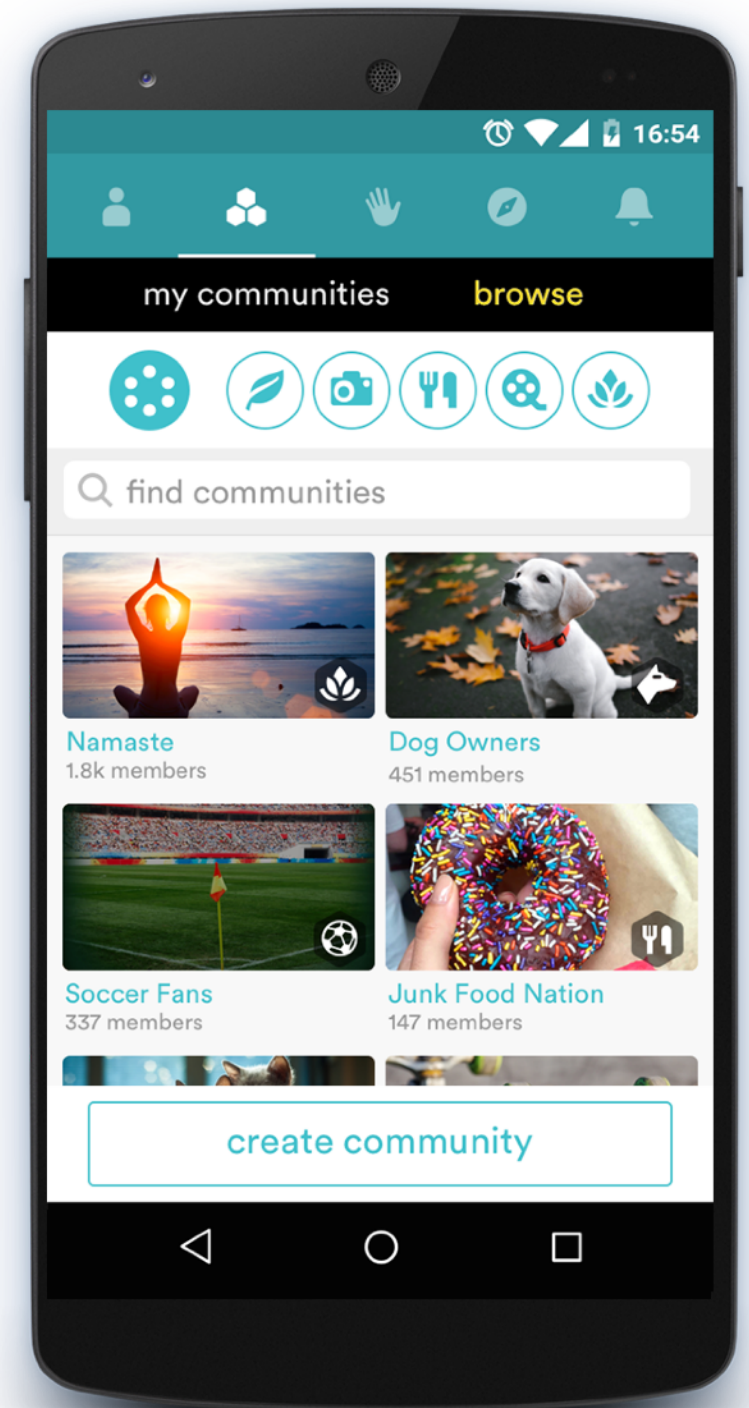 16:54
my communities browse
find communities
Namaste Dog Owners
1.8k members 451 members
Soccer Fans Junk Food Nation
337 members 147 members
create community